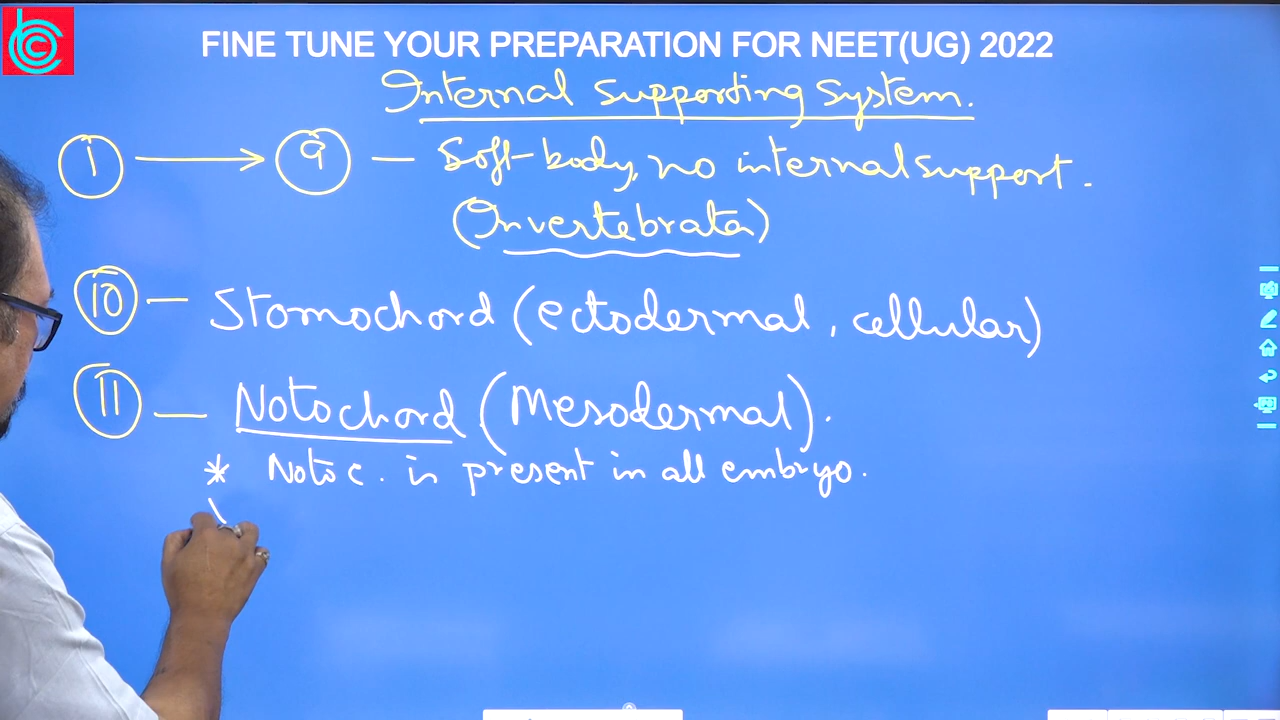 FINE TUNE YOUR PREPARATION FOR NEET(UG) 2022
Internal supporting system.
1 → 9 — Soft-body, no internal support.
(Invertebrata)
10 — Stomochord (ectodermal, cellular)
11 — Notochord (Mesodermal).
* Noto c. is present in all embryo.